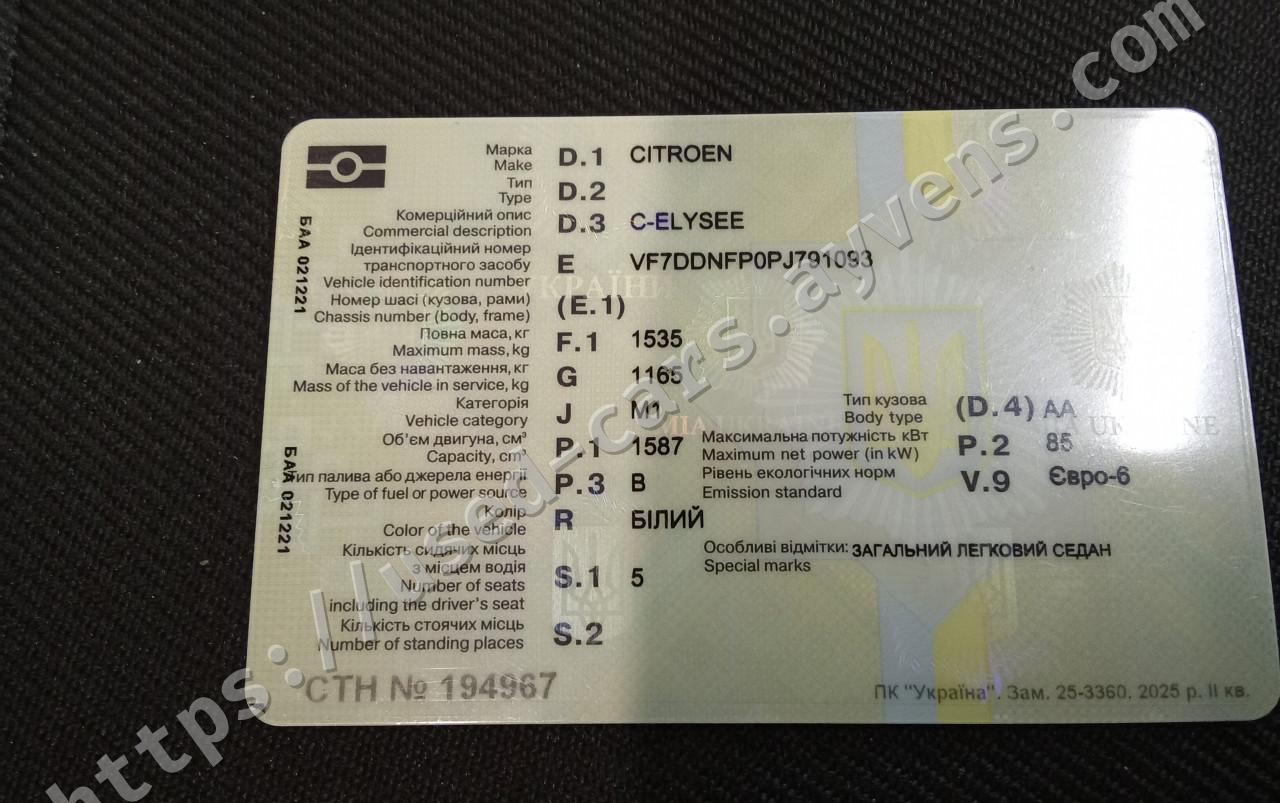 https://used-cars.ayvens.com
БАА 021221
БАА 021221
Марка
Make D.1 CITROEN
Тип
Type D.2
Комерційний опис
Commercial description D.3 C-ELYSEE
Ідентифікаційний номер
транспортного засобу
Vehicle identification number E VF7DDNFP0PJ791093
Номер шасі (кузова, рами)
Chassis number (body, frame) (E.1)
Повна маса, кг
Maximum mass, kg F.1 1535
Маса без навантаження, кг
Mass of the vehicle in service, kg G 1165
Категорія
Vehicle category J M1
Тип кузова
Body type (D.4) АА
Об'єм двигуна, см³
Capacity, cm³ P.1 1587
Максимальна потужність кВт
Maximum net power (in kW) P.2 85
Тип палива або джерела енергії
Type of fuel or power source P.3 B
Рівень екологічних норм
Emission standard V.9 Євро-6
Колір
Color of the vehicle R БІЛИЙ
Кількість сидячих місць
з місцем водія
Number of seats
including the driver's seat S.1 5
Особливі відмітки: ЗАГАЛЬНИЙ ЛЕГКОВИЙ СЕДАН
Special marks
Кількість стоячих місць
Number of standing places S.2
СТН № 194967
ПК "Україна". Зам. 25-3360. 2025 р. ІІ кв.